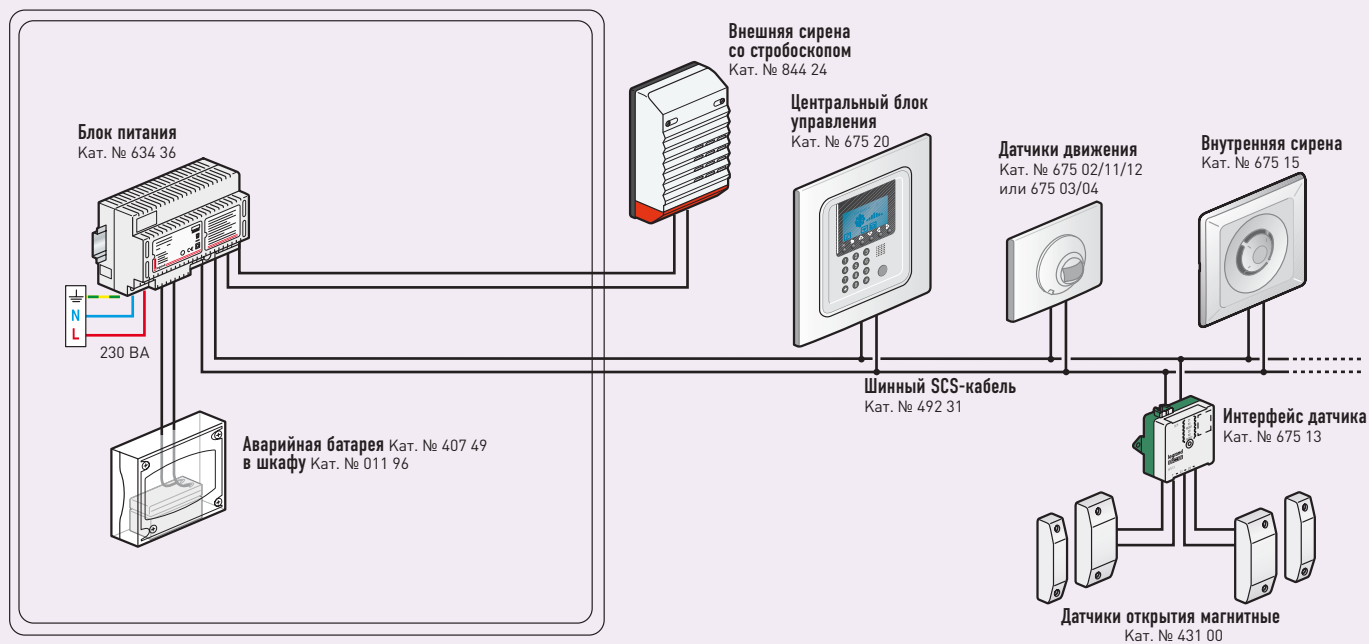 Внешняя сирена
со стробоскопом
Кат. № 844 24
Блок питания
Кат. № 634 36
Центральный блок
управления
Кат. № 675 20
Датчики движения
Кат. № 675 02/11/12
или 675 03/04
Внутренняя сирена
Кат. № 675 15
N
L
230 ВА
Шинный SCS-кабель
Кат. № 492 31
Интерфейс датчика
Кат. № 675 13
legrand
Аварийная батарея Кат. № 407 49
в шкафу Кат. № 011 96
Датчики открытия магнитные
Кат. № 431 00